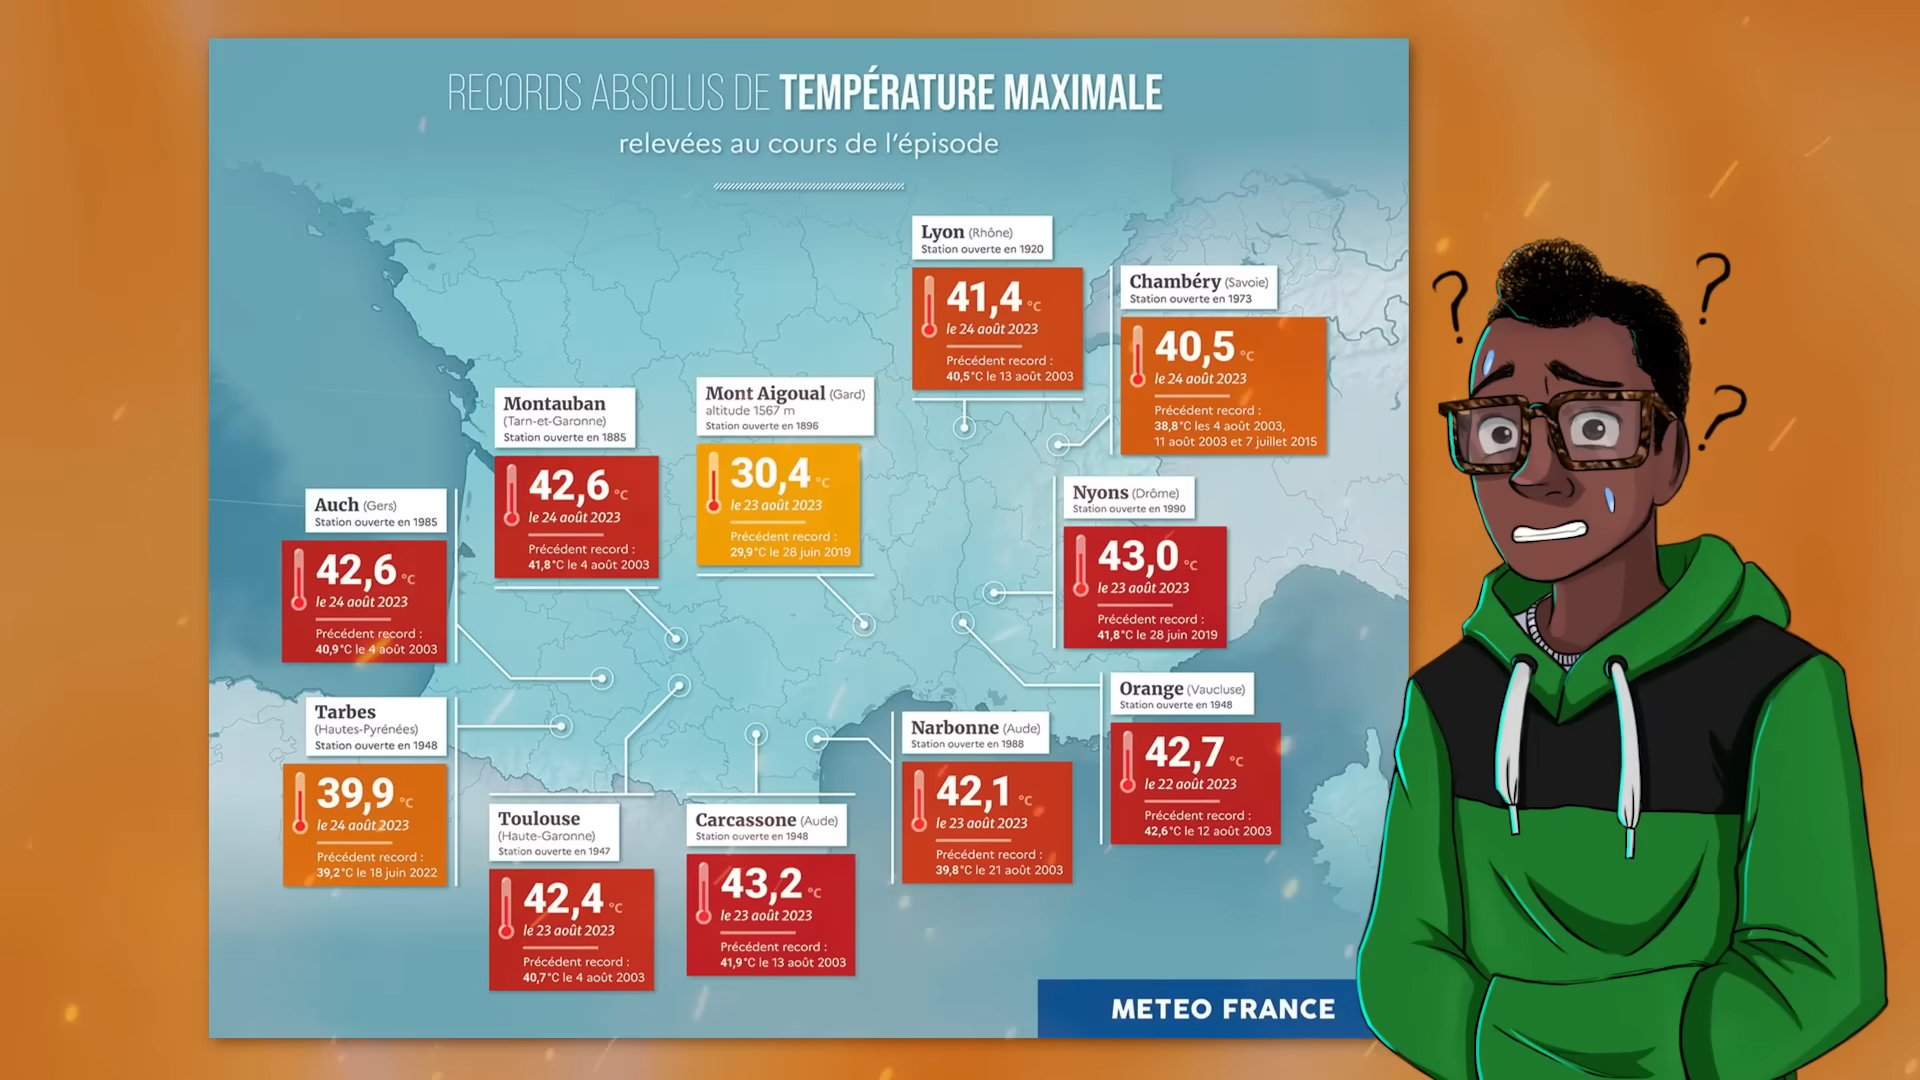 RECORDS ABSOLUS DE TEMPÉRATURE MAXIMALE
relevées au cours de l'épisode
Lyon (Rhône)
Station ouverte en 1920
41,4 °C
le 24 août 2023
Précédent record :
40,5°C le 13 août 2003
Chambéry (Savoie)
Station ouverte en 1973
40,5 °C
le 24 août 2023
Précédent record :
38,8°C les 4 août 2003,
11 août 2003 et 7 juillet 2015
Montauban
(Tarn-et-Garonne)
Station ouverte en 1885
42,6 °C
le 24 août 2023
Précédent record :
41,8°C le 4 août 2003
Mont Aigoual (Gard)
altitude 1567 m
Station ouverte en 1896
30,4 °C
le 23 août 2023
Précédent record :
29,9°C le 28 juin 2019
Auch (Gers)
Station ouverte en 1985
42,6 °C
le 24 août 2023
Précédent record :
40,9°C le 4 août 2003
Nyons (Drôme)
Station ouverte en 1990
43,0 °C
le 23 août 2023
Précédent record :
41,8°C le 28 juin 2019
Tarbes
(Hautes-Pyrénées)
Station ouverte en 1948
39,9 °C
le 24 août 2023
Précédent record :
39,2°C le 18 juin 2022
Toulouse
(Haute-Garonne)
Station ouverte en 1947
42,4 °C
le 23 août 2023
Précédent record :
40,7°C le 4 août 2003
Carcassone (Aude)
Station ouverte en 1948
43,2 °C
le 23 août 2023
Précédent record :
41,9°C le 13 août 2003
Narbonne (Aude)
Station ouverte en 1988
42,1 °C
le 23 août 2023
Précédent record :
39,8°C le 21 août 2003
Orange (Vaucluse)
Station ouverte en 1948
42,7 °C
le 22 août 2023
Précédent record :
42,6°C le 12 août 2003
METEO FRANCE
?
?
?